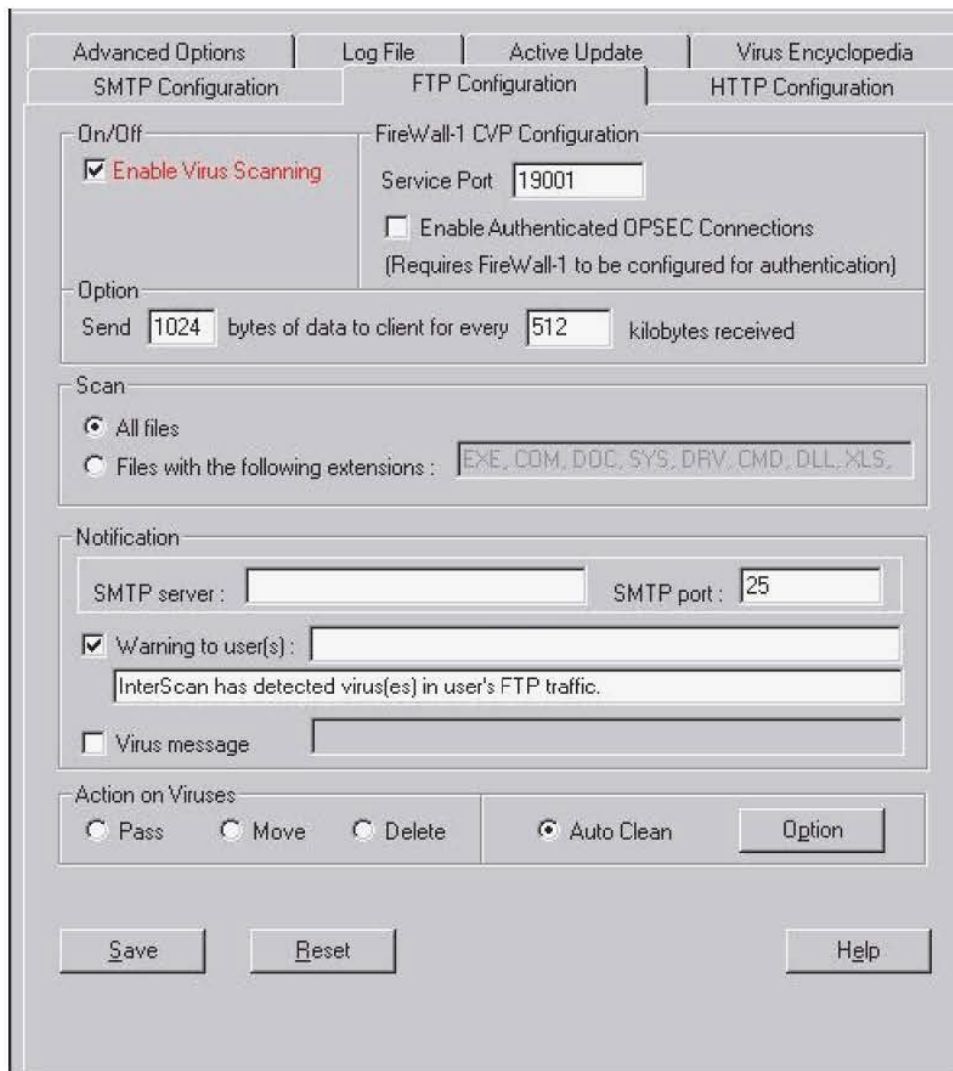 Advanced Options Log File Active Update Virus Encyclopedia
SMTP Configuration FTP Configuration HTTP Configuration
On/Off FireWall-1 CVP Configuration
Enable Virus Scanning
Service Port 19001
Enable Authenticated OPSEC Connections
(Requires FireWall-1 to be configured for authentication)
Option
Send 1024 bytes of data to client for every 512 kilobytes received
Scan
All files
Files with the following extensions : EXE, COM, DOC, SYS, DRV, CMD, DLL, XLS,
Notification
SMTP server : SMTP port : 25
Warning to user(s) :
InterScan has detected virus(es) in user's FTP traffic.
Virus message
Action on Viruses
Pass Move Delete Auto Clean Option
Save Reset Help